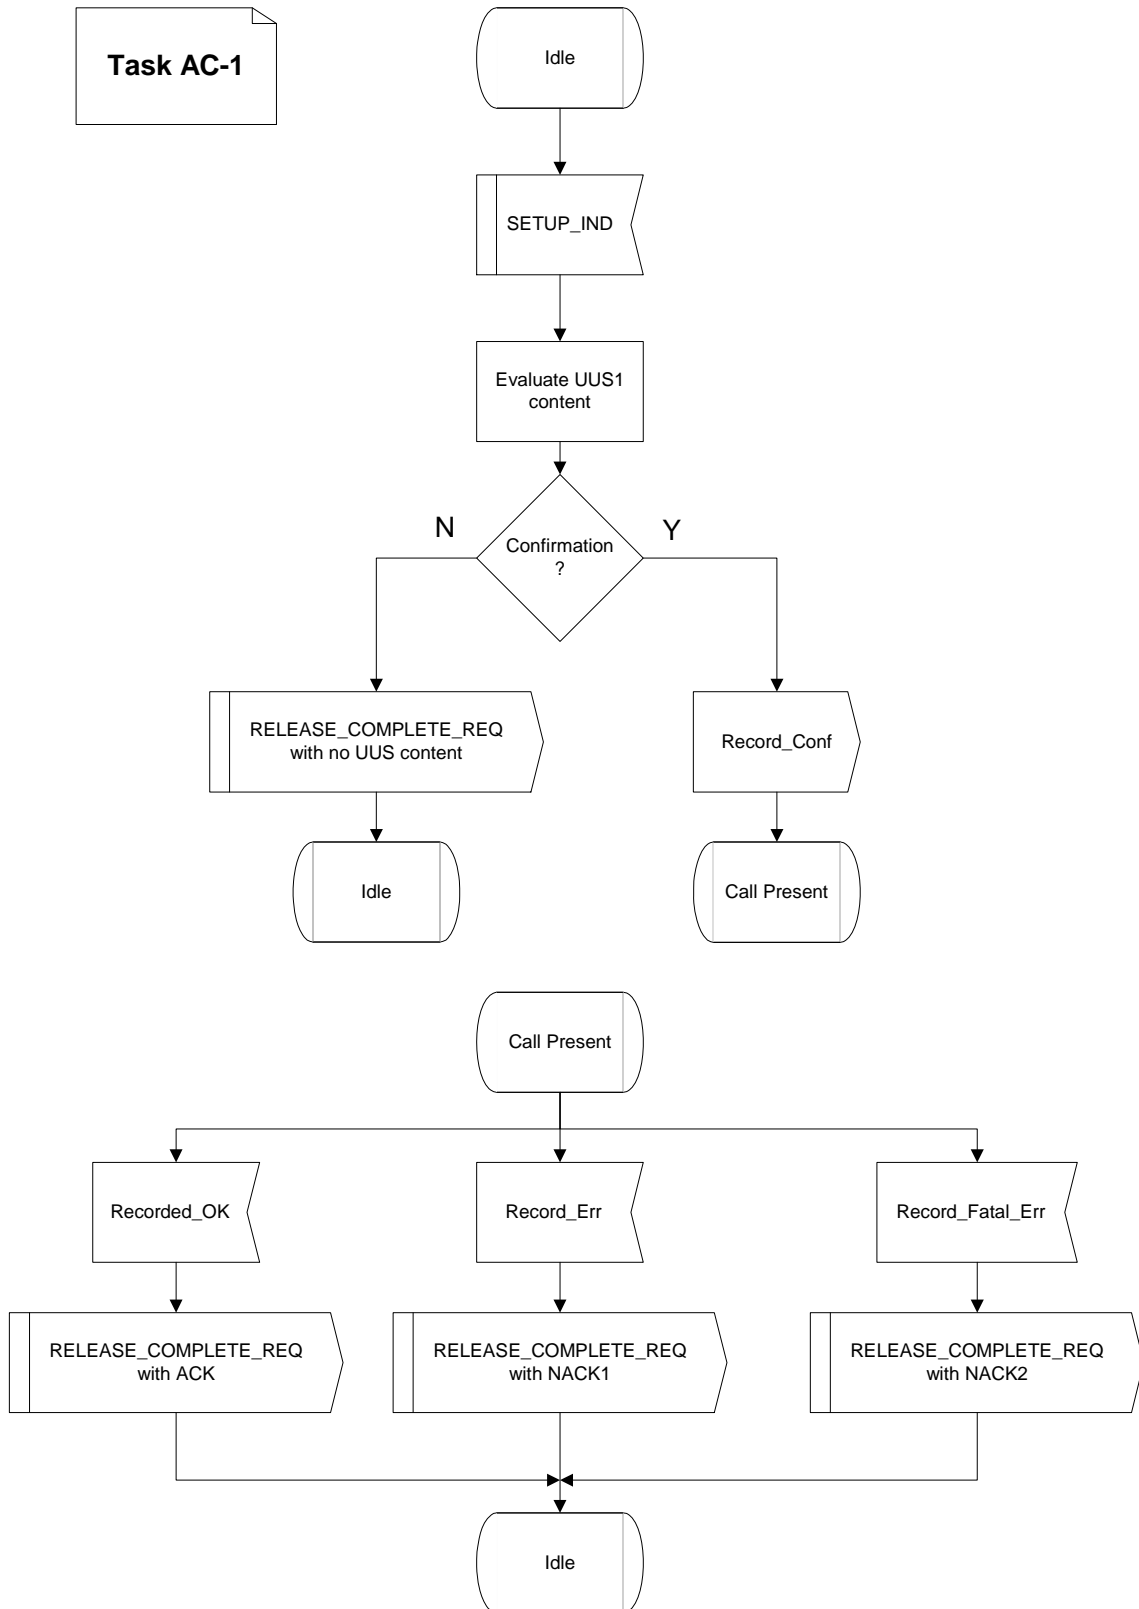 Task AC-1
Idle
SETUP_IND
Evaluate UUS1
content
N
Y
Confirmation
?
RELEASE_COMPLETE_REQ
with no UUS content
Record_Conf
Idle
Call Present
Call Present
Recorded_OK
Record_Err
Record_Fatal_Err
RELEASE_COMPLETE_REQ
with ACK
RELEASE_COMPLETE_REQ
with NACK1
RELEASE_COMPLETE_REQ
with NACK2
Idle